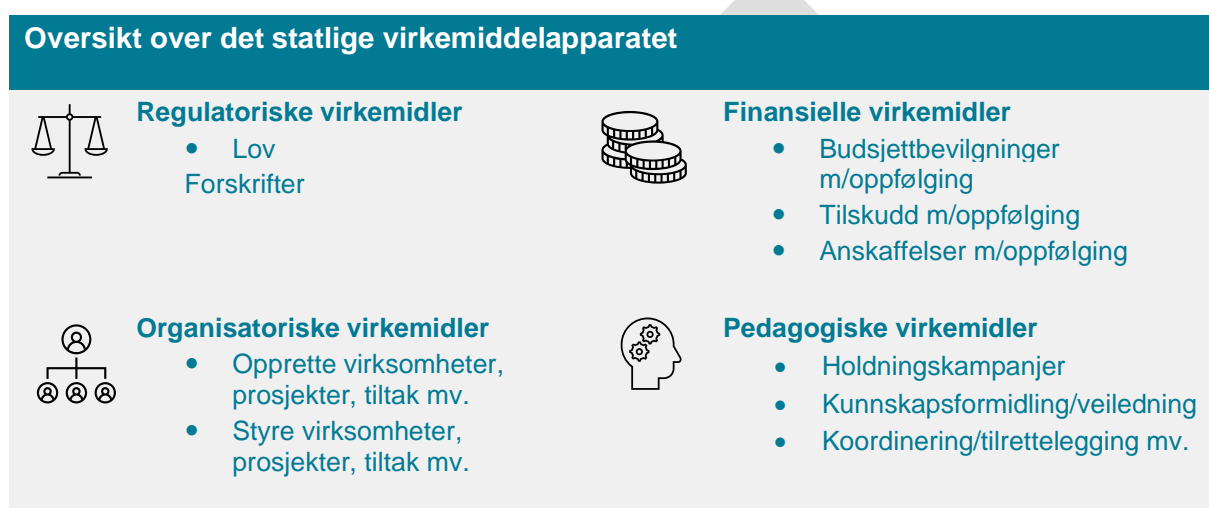 Oversikt over det statlige virkemiddelapparatet
Regulatoriske virkemidler
• Lov
Forskrifter
Finansielle virkemidler
• Budsjettbevilgninger
m/oppfølging
• Tilskudd m/oppfølging
• Anskaffelser m/oppfølging
Organisatoriske virkemidler
• Opprette virksomheter,
prosjekter, tiltak mv.
• Styre virksomheter,
prosjekter, tiltak mv.
Pedagogiske virkemidler
• Holdningskampanjer
• Kunnskapsformidling/veiledning
• Koordinering/tilrettelegging mv.